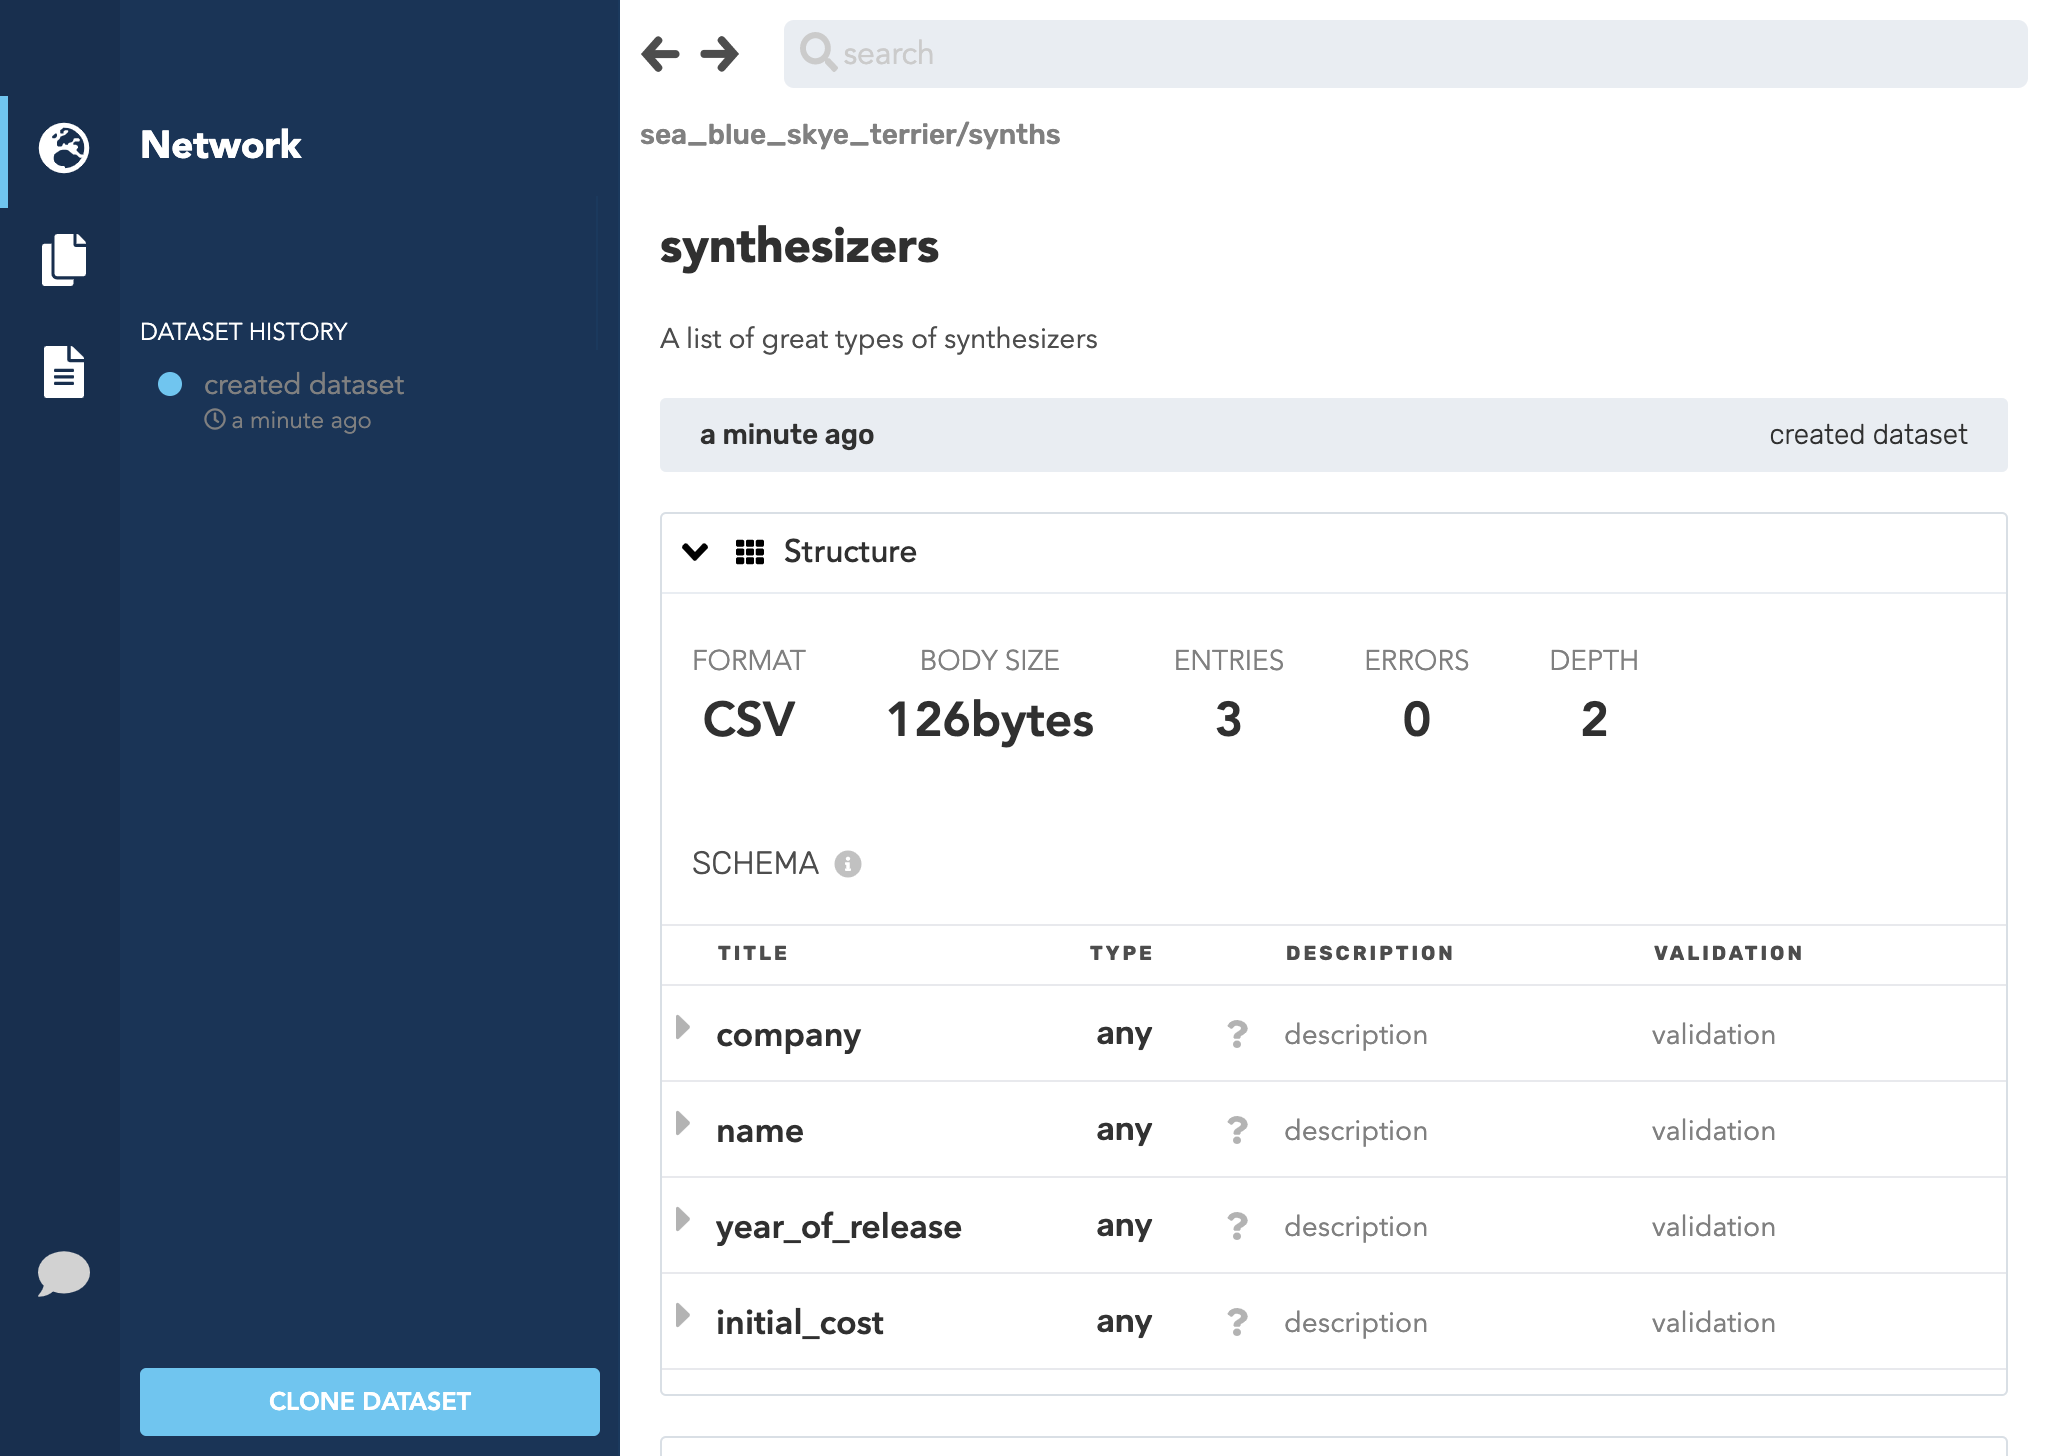 search
sea_blue_skye_terrier/synths
Network
synthesizers
A list of great types of synthesizers
DATASET HISTORY
created dataset
a minute ago
a minute ago created dataset
Structure
FORMAT BODY SIZE ENTRIES ERRORS DEPTH
CSV 126bytes 3 0 2
SCHEMA
TITLE TYPE DESCRIPTION VALIDATION
company any ? description validation
name any ? description validation
year_of_release any ? description validation
initial_cost any ? description validation
CLONE DATASET